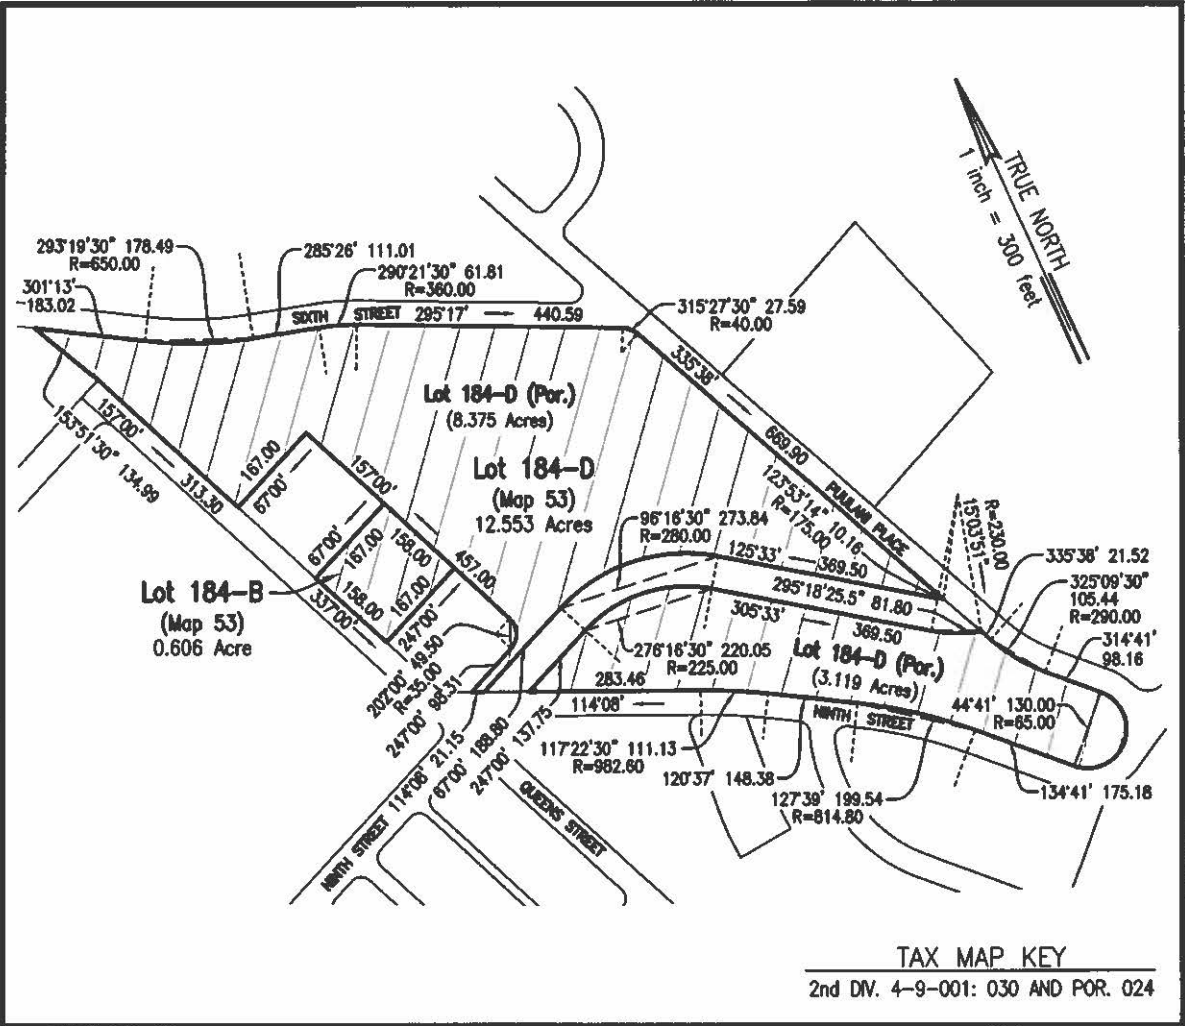 TRUE NORTH
1 inch = 300 feet
293°19'30" 178.49
R=650.00
285°26' 111.01
290°21'30" 61.81
R=360.00
301°13'
183.02
SIXTH STREET 295°17' 440.59
315°27'30" 27.59
R=40.00
335°38'
669.90
PUULANI PLACE
Lot 184-D (Por.)
(8.375 Acres)
Lot 184-D
(Map 53)
12.553 Acres
157°00'
313.30
153°51'30" 134.99
167.00
67°00'
157°00'
457.00
67°00'
167.00
158.00
158.00
167.00
247°00'
337°00'
123°53'14" 10.16
R=175.00
96°16'30" 273.84
R=280.00
125°33'
369.50
R=230.00
15°03'51"
335°38' 21.52
295°18'25.5" 81.80
325°09'30"
105.44
R=290.00
Lot 184-B
(Map 53)
0.606 Acre
305°33'
369.50
314°41'
98.16
276°16'30" 220.05
R=225.00
Lot 184-D (Por.)
(3.119 Acres)
202°00' 49.50
R=35.00
247°00' 98.31
283.46
114°08'
44°41' 130.00
R=65.00
NINTH STREET
117°22'30" 111.13
R=982.60
120°37' 148.38
127°39' 199.54
R=814.80
134°41' 175.18
NINTH STREET 114°08' 21.15
67°00' 188.80
247°00' 137.75
QUEENS STREET
TAX MAP KEY
2nd DIV. 4-9-001: 030 AND POR. 024